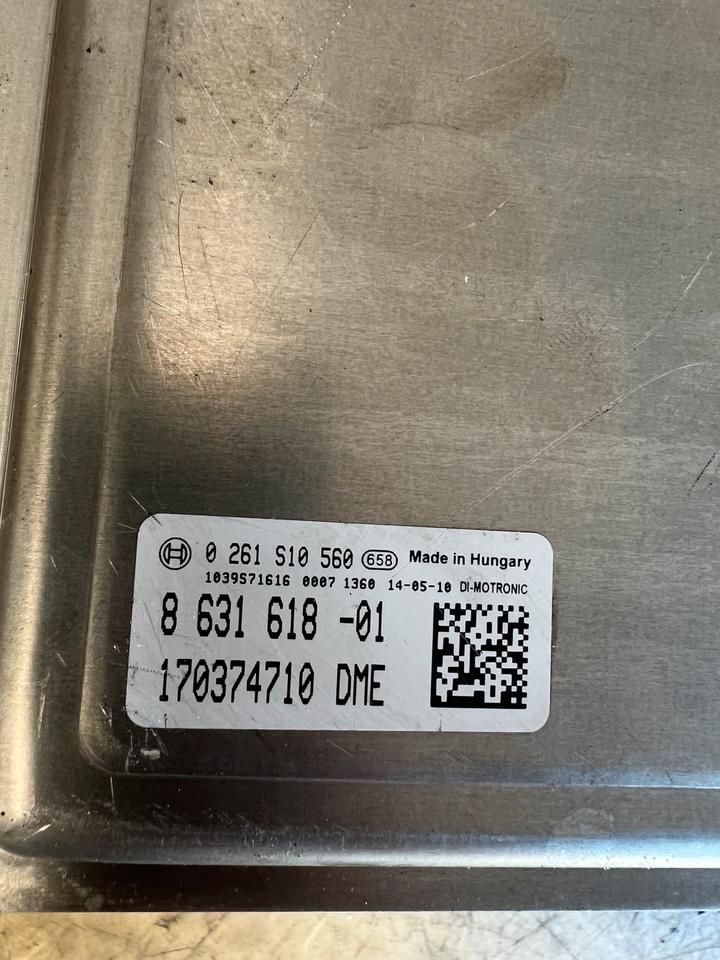 0 261 S10 560 658 Made in Hungary
1039S71616 0007 1360 14-05-10 DI-MOTRONIC
8 631 618 -01
170374710 DME